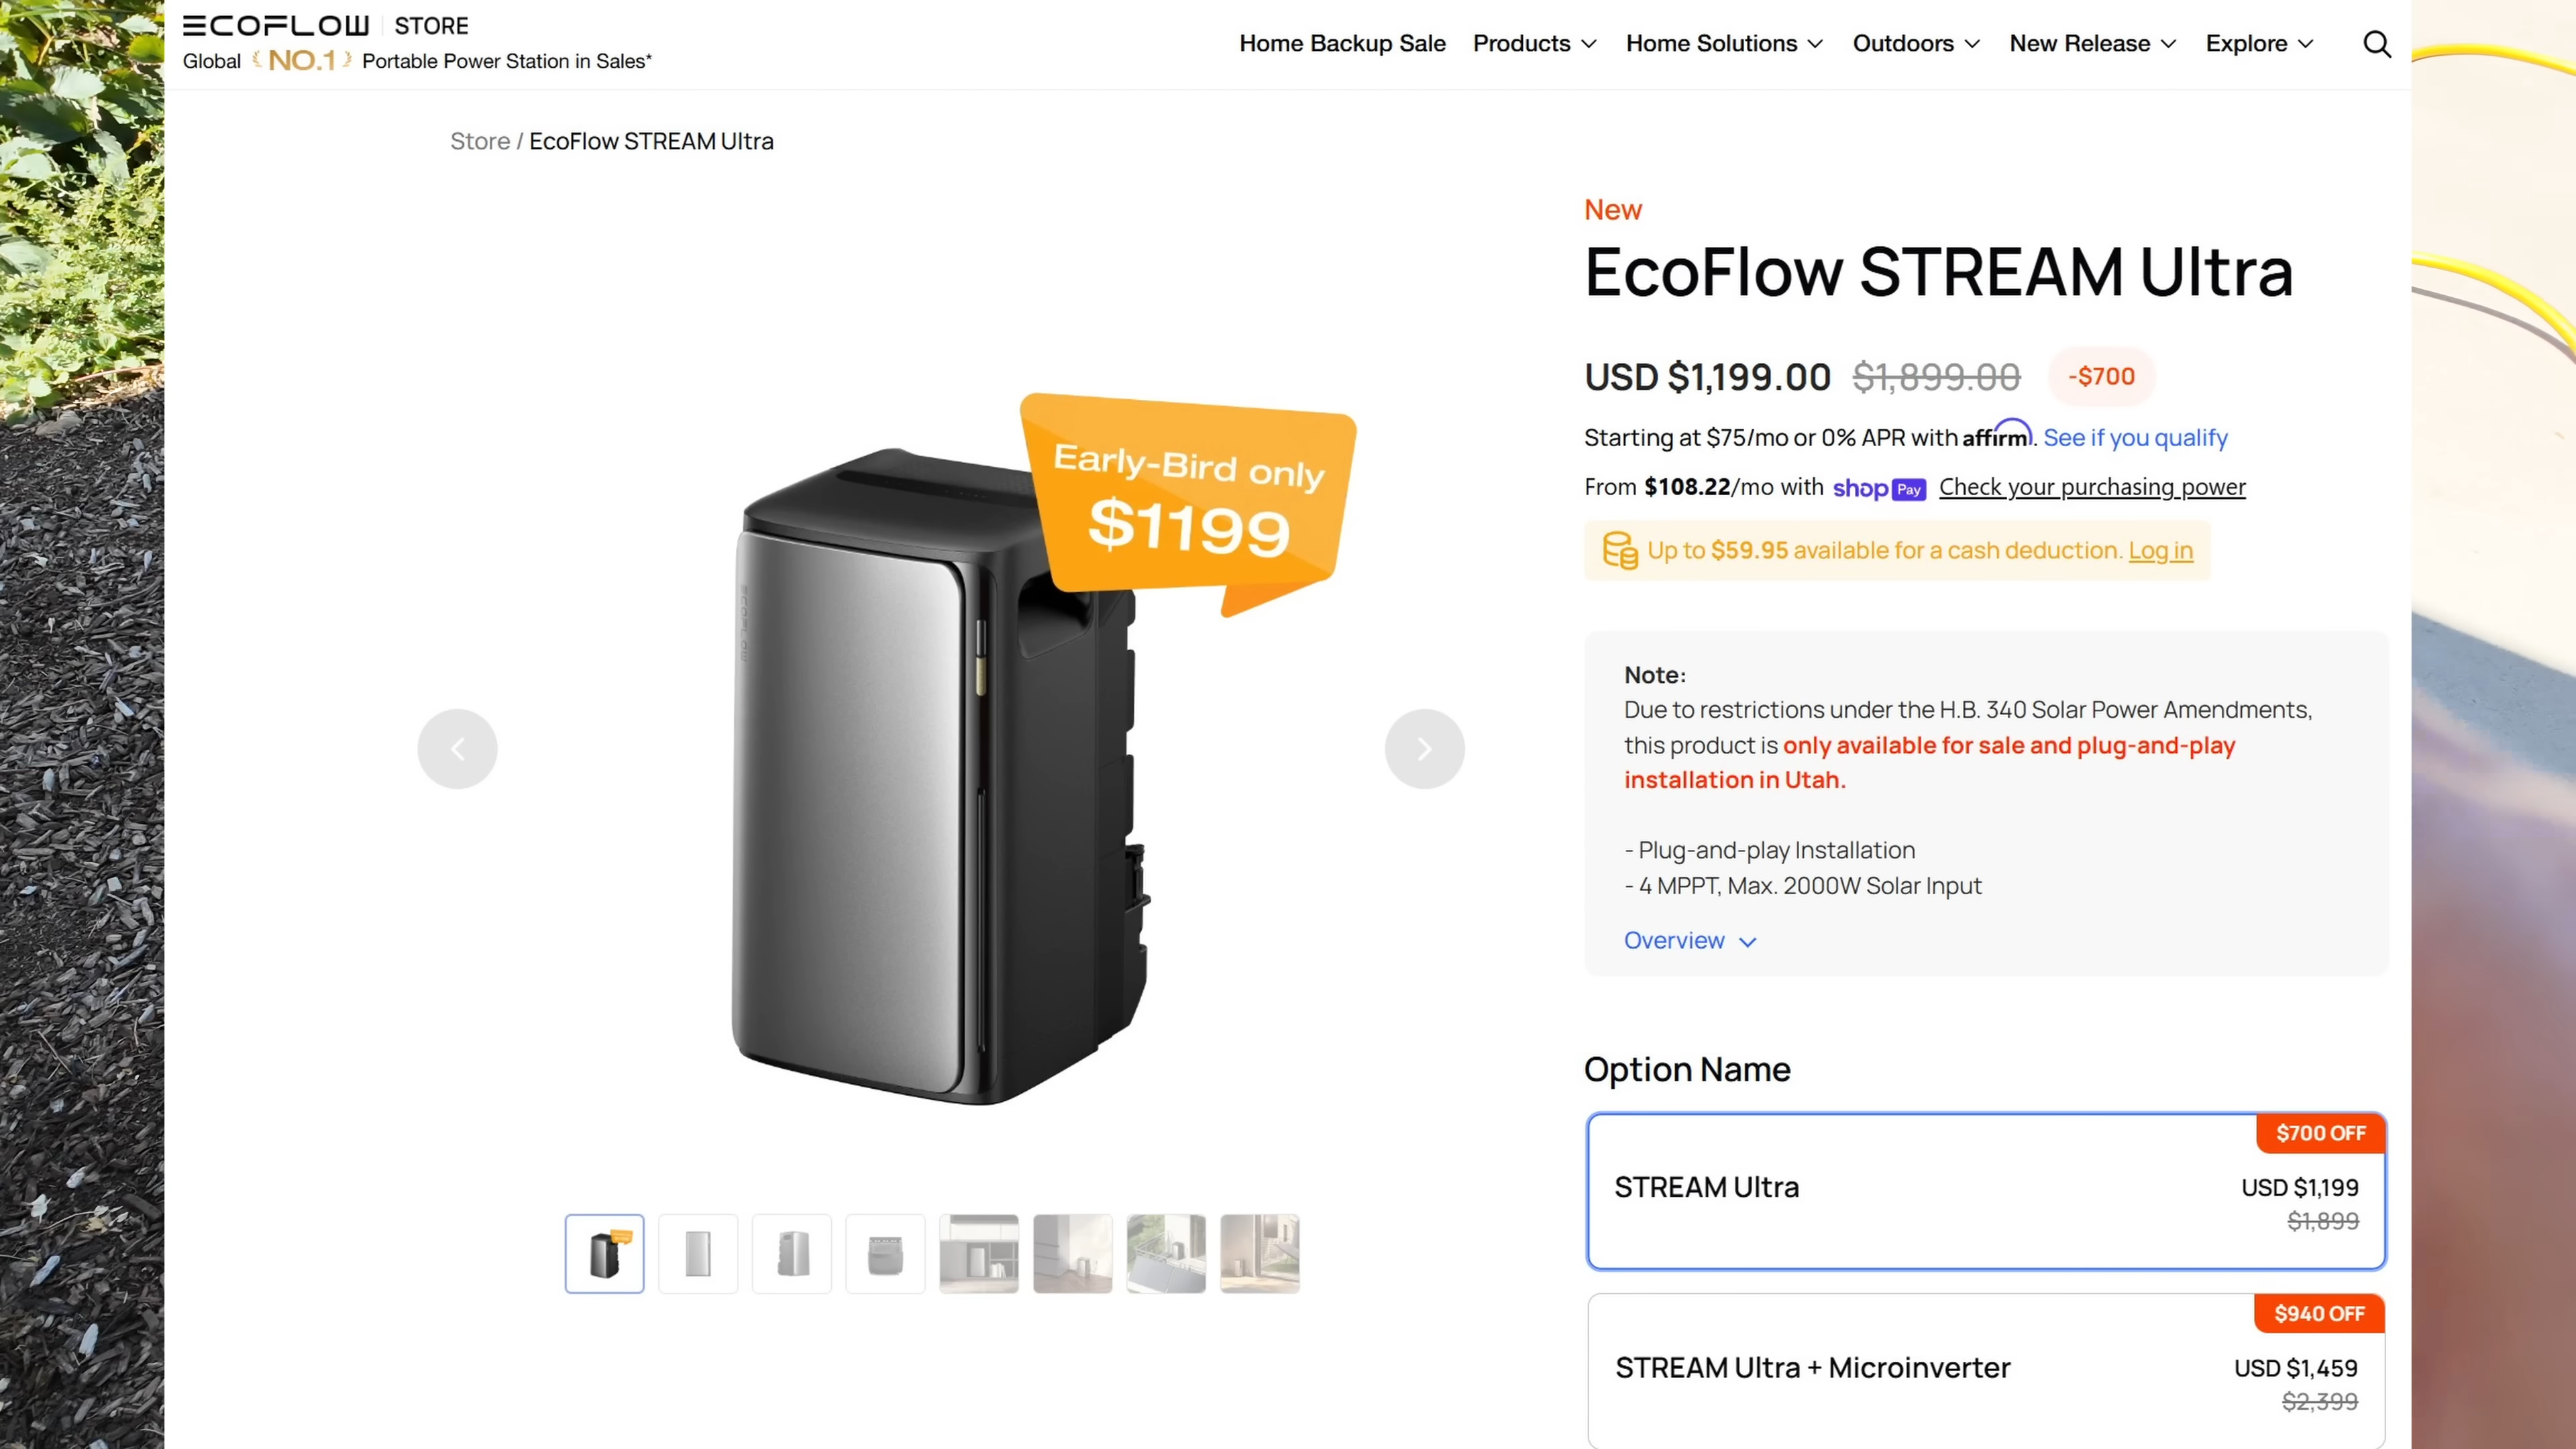 ECOFLOW STORE
Global NO.1 Portable Power Station in Sales*
Home Backup Sale Products Home Solutions Outdoors New Release Explore
Store / EcoFlow STREAM Ultra
Early-Bird only
$1199
ECOFLOW
New
EcoFlow STREAM Ultra
USD $1,199.00 $1,899.00 -$700
Starting at $75/mo or 0% APR with affirm. See if you qualify
From $108.22/mo with shop Pay Check your purchasing power
Up to $59.95 available for a cash deduction. Log in
Note:
Due to restrictions under the H.B. 340 Solar Power Amendments,
this product is only available for sale and plug-and-play
installation in Utah.
- Plug-and-play Installation
- 4 MPPT, Max. 2000W Solar Input
Overview
Option Name
$700 OFF
STREAM Ultra USD $1,199
$1,899
$940 OFF
STREAM Ultra + Microinverter USD $1,459
$2,399